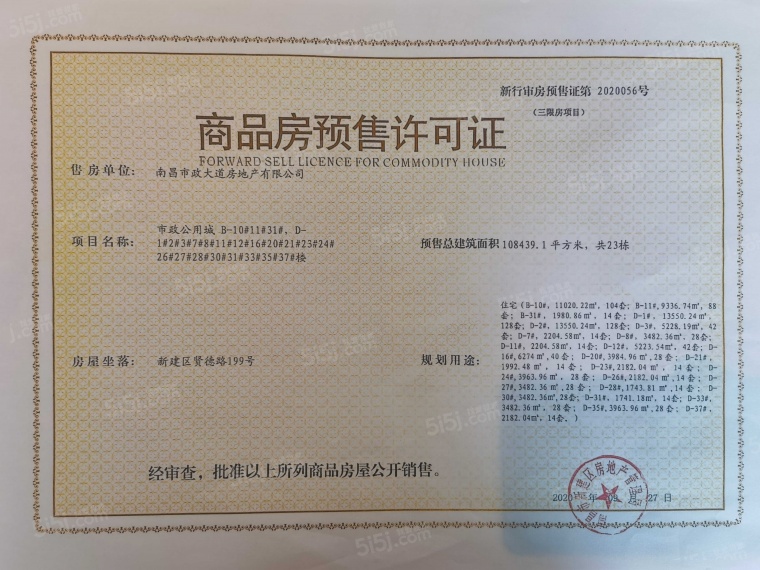 新行审房预售证第 2020056号
（三限房项目）
商品房预售许可证
FORWARD SELL LICENCE FOR COMMODITY HOUSE
售房单位： 南昌市政大道房地产有限公司
项目名称： 市政公用城 B-10#11#31#，D-
1#2#3#7#8#11#12#16#20#21#23#24#
26#27#28#30#31#33#35#37#楼
预售总建筑面积 108439.1 平方米，共23栋
房屋坐落： 新建区贤德路199号
规划用途：
住宅（B-10#，11020.22㎡，104套；B-11#,9336.74㎡，88
套；B-31#，1980.86㎡，14套；D-1#，13550.24㎡，
128套；D-2#，13550.24㎡，128套；D-3#，5228.19㎡，42
套；D-7#，2204.58㎡，14套；D-8#，3482.36㎡，28套；
D-11#，2204.58㎡，14套；D-12#，5223.54㎡，42套；D-
16#,6274㎡,40套；D-20#,3984.96㎡,28套；D-21#，
1992.48㎡，14套；D-23#,2182.04㎡,14套；D-
24#,3963.96㎡，28套；D-26#,2182.04㎡,14套；D-
27#,3482.36㎡,28套；D-28#,1743.81㎡,14套；D-
30#,3482.36㎡,28套；D-31#，1741.18㎡，14套；D-33#，
3482.36㎡，28套；D-35#,3963.96㎡,28套；D-37#，
2182.04㎡，14套。）
经审查，批准以上所列商品房屋公开销售。
2020年 09 27 日
5i5j.com